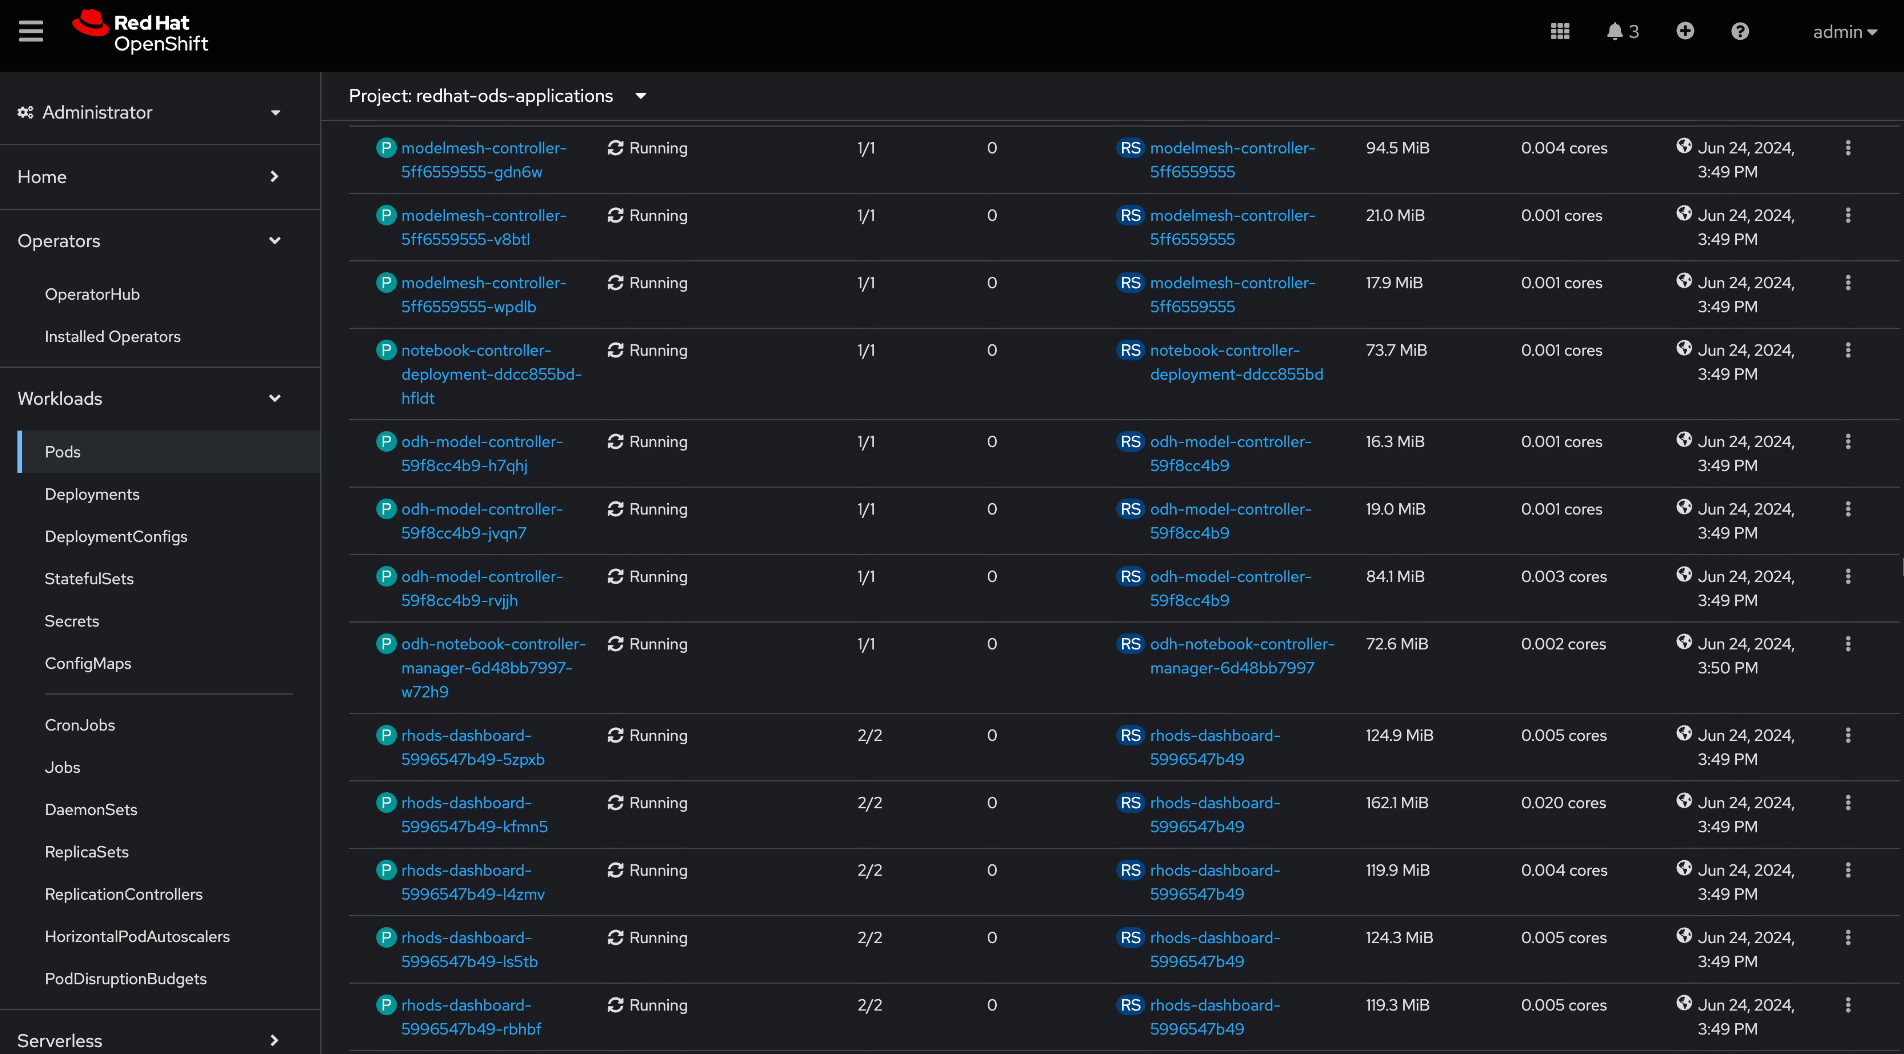 Red Hat
OpenShift
3
admin
Administrator
Home
Operators
OperatorHub
Installed Operators
Workloads
Pods
Deployments
DeploymentConfigs
StatefulSets
Secrets
ConfigMaps
CronJobs
Jobs
DaemonSets
ReplicaSets
ReplicationControllers
HorizontalPodAutoscalers
PodDisruptionBudgets
Serverless
Project: redhat-ods-applications
P modelmesh-controller- Running 1/1 0 RS modelmesh-controller- 94.5 MiB 0.004 cores Jun 24, 2024,
5ff6559555-gdn6w 5ff6559555 3:49 PM
P modelmesh-controller- Running 1/1 0 RS modelmesh-controller- 21.0 MiB 0.001 cores Jun 24, 2024,
5ff6559555-v8btl 5ff6559555 3:49 PM
P modelmesh-controller- Running 1/1 0 RS modelmesh-controller- 17.9 MiB 0.001 cores Jun 24, 2024,
5ff6559555-wpdlb 5ff6559555 3:49 PM
P notebook-controller- Running 1/1 0 RS notebook-controller- 73.7 MiB 0.001 cores Jun 24, 2024,
deployment-ddcc855bd- deployment-ddcc855bd 3:49 PM
hfldt
P odh-model-controller- Running 1/1 0 RS odh-model-controller- 16.3 MiB 0.001 cores Jun 24, 2024,
59f8cc4b9-h7qhj 59f8cc4b9 3:49 PM
P odh-model-controller- Running 1/1 0 RS odh-model-controller- 19.0 MiB 0.001 cores Jun 24, 2024,
59f8cc4b9-jvqn7 59f8cc4b9 3:49 PM
P odh-model-controller- Running 1/1 0 RS odh-model-controller- 84.1 MiB 0.003 cores Jun 24, 2024,
59f8cc4b9-rvjjh 59f8cc4b9 3:49 PM
P odh-notebook-controller- Running 1/1 0 RS odh-notebook-controller- 72.6 MiB 0.002 cores Jun 24, 2024,
manager-6d48bb7997- manager-6d48bb7997 3:50 PM
w72h9
P rhods-dashboard- Running 2/2 0 RS rhods-dashboard- 124.9 MiB 0.005 cores Jun 24, 2024,
5996547b49-5zpxb 5996547b49 3:49 PM
P rhods-dashboard- Running 2/2 0 RS rhods-dashboard- 162.1 MiB 0.020 cores Jun 24, 2024,
5996547b49-kfmn5 5996547b49 3:49 PM
P rhods-dashboard- Running 2/2 0 RS rhods-dashboard- 119.9 MiB 0.004 cores Jun 24, 2024,
5996547b49-l4zmv 5996547b49 3:49 PM
P rhods-dashboard- Running 2/2 0 RS rhods-dashboard- 124.3 MiB 0.005 cores Jun 24, 2024,
5996547b49-ls5tb 5996547b49 3:49 PM
P rhods-dashboard- Running 2/2 0 RS rhods-dashboard- 119.3 MiB 0.005 cores Jun 24, 2024,
5996547b49-rbhbf 5996547b49 3:49 PM